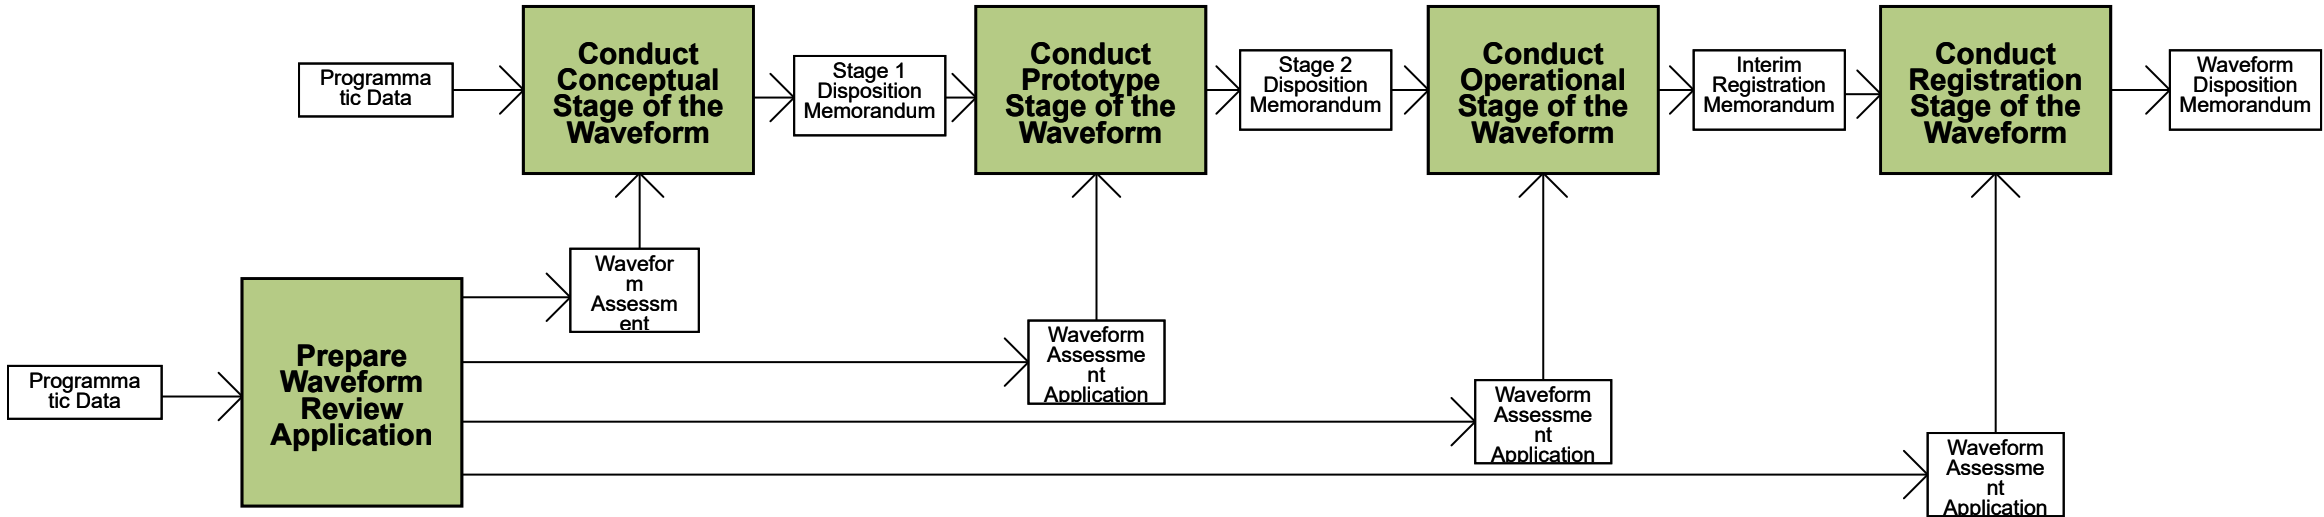 Conduct
Conceptual
Stage of the
Waveform
Conduct
Prototype
Stage of the
Waveform
Conduct
Operational
Stage of the
Waveform
Conduct
Registration
Stage of the
Waveform
Programma
tic Data
Stage 1
Disposition
Memorandum
Stage 2
Disposition
Memorandum
Interim
Registration
Memorandum
Waveform
Disposition
Memorandum
Wavefor
m
Assessm
ent
Prepare
Waveform
Review
Application
Programma
tic Data
Waveform
Assessme
nt
Application
Waveform
Assessme
nt
Application
Waveform
Assessme
nt
Application